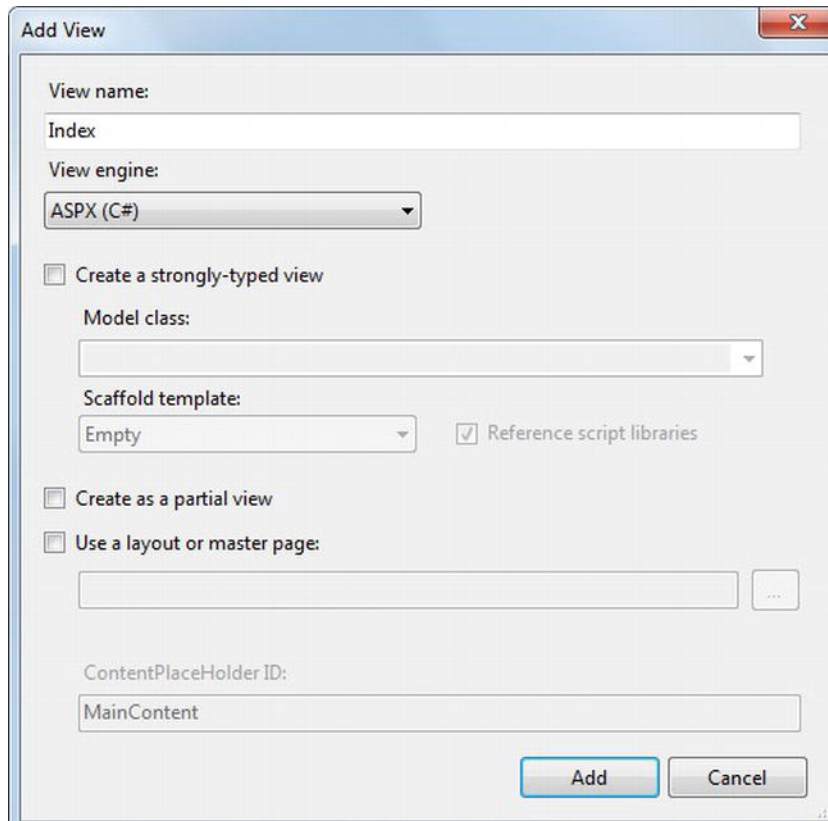 Add View
View name:
Index
View engine:
ASPX (C#)
Create a strongly-typed view
Model class:
Scaffold template:
Empty
Reference script libraries
Create as a partial view
Use a layout or master page:
...
ContentPlaceHolder ID:
MainContent
Add Cancel